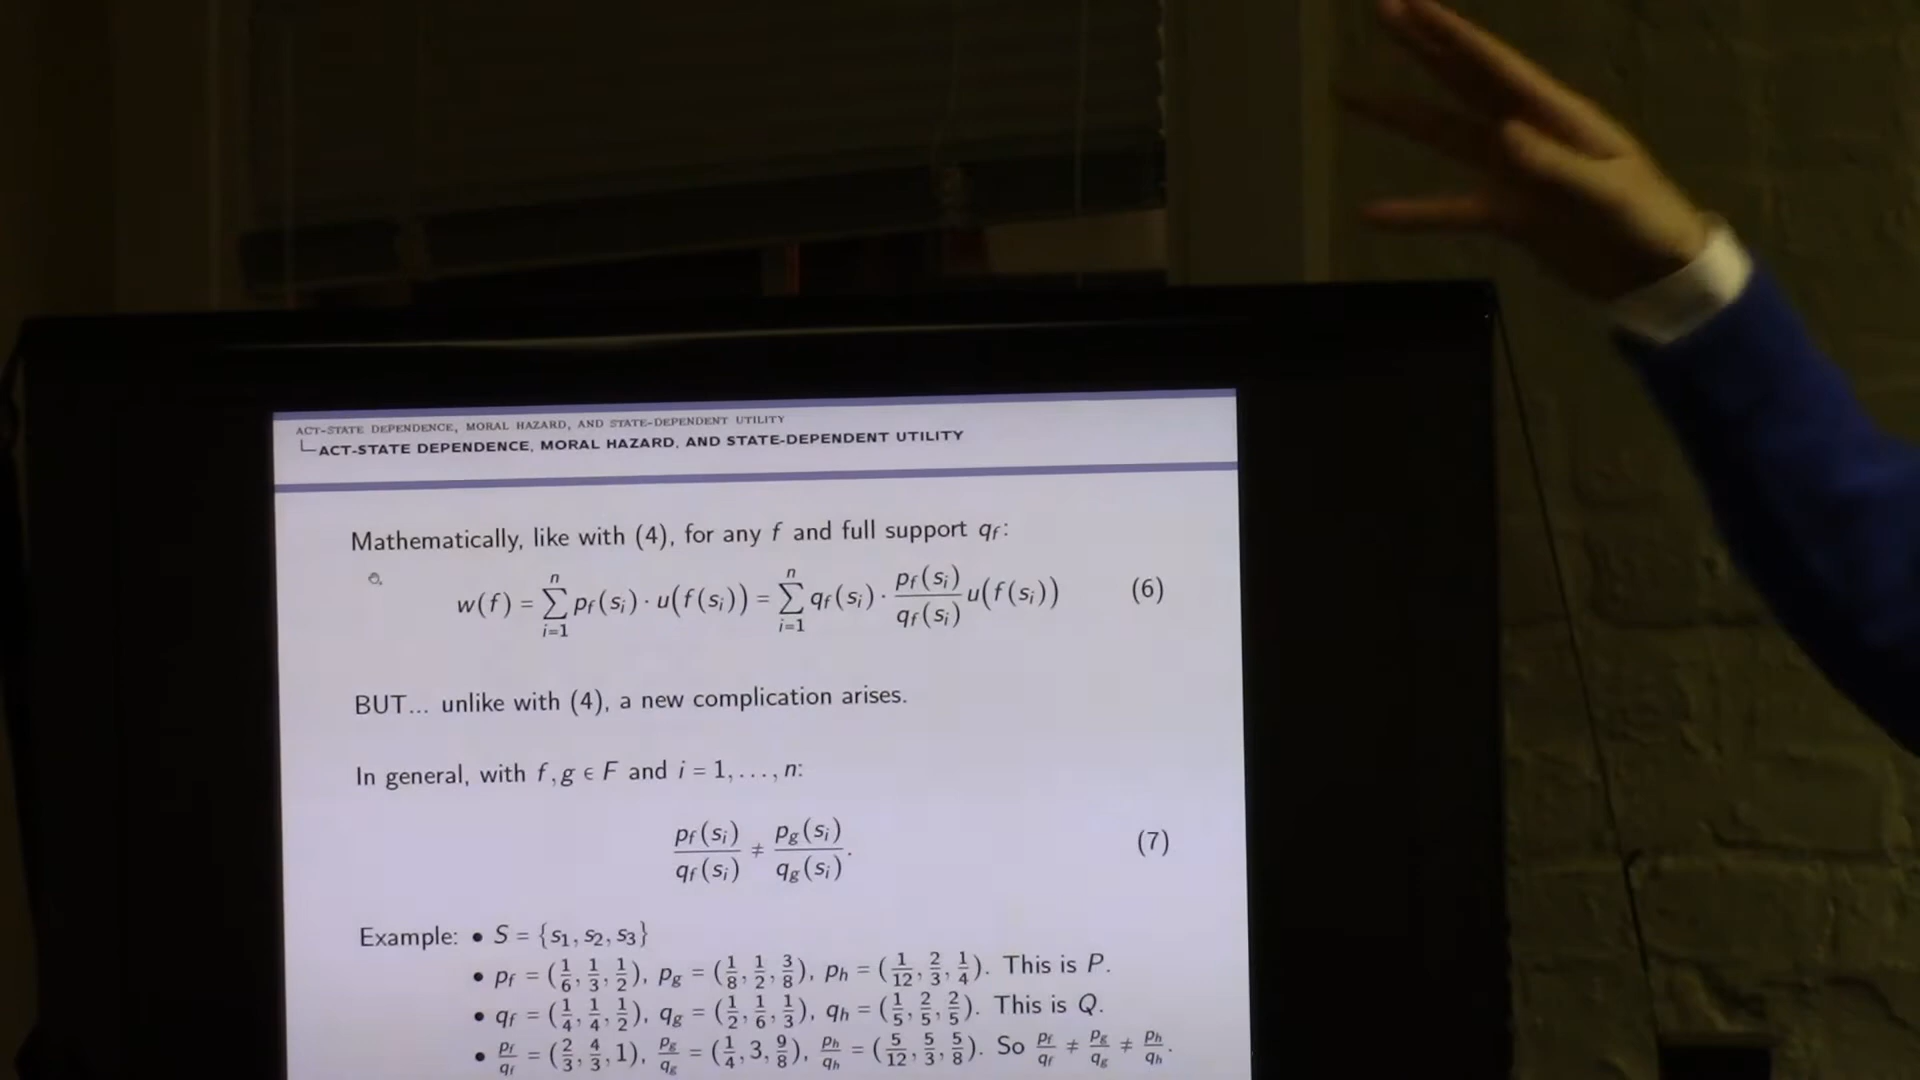 ACT-STATE DEPENDENCE, MORAL HAZARD, AND STATE-DEPENDENT UTILITY
ACT-STATE DEPENDENCE, MORAL HAZARD, AND STATE-DEPENDENT UTILITY
Mathematically, like with (4), for any f and full support q_f:
w(f) = ∑_{i=1}^{n} p_f(s_i) · u(f(s_i)) = ∑_{i=1}^{n} q_f(s_i) · \frac{p_f(s_i)}{q_f(s_i)} u(f(s_i)) (6)
BUT... unlike with (4), a new complication arises.
In general, with f, g ∈ F and i = 1, . . . , n:
\frac{p_f(s_i)}{q_f(s_i)} ≠ \frac{p_g(s_i)}{q_g(s_i)}. (7)
Example: • S = {s_1, s_2, s_3}
• p_f = (1/6, 1/3, 1/2), p_g = (1/8, 1/2, 3/8), p_h = (1/12, 2/3, 1/4). This is P.
• q_f = (1/4, 1/4, 1/2), q_g = (1/2, 1/6, 1/3), q_h = (1/5, 2/5, 2/5). This is Q.
• p_f/q_f = (2/3, 4/3, 1), p_g/q_g = (1/4, 3, 9/8), p_h/q_h = (5/12, 5/3, 5/8). So p_f/q_f ≠ p_g/q_g ≠ p_h/q_h.